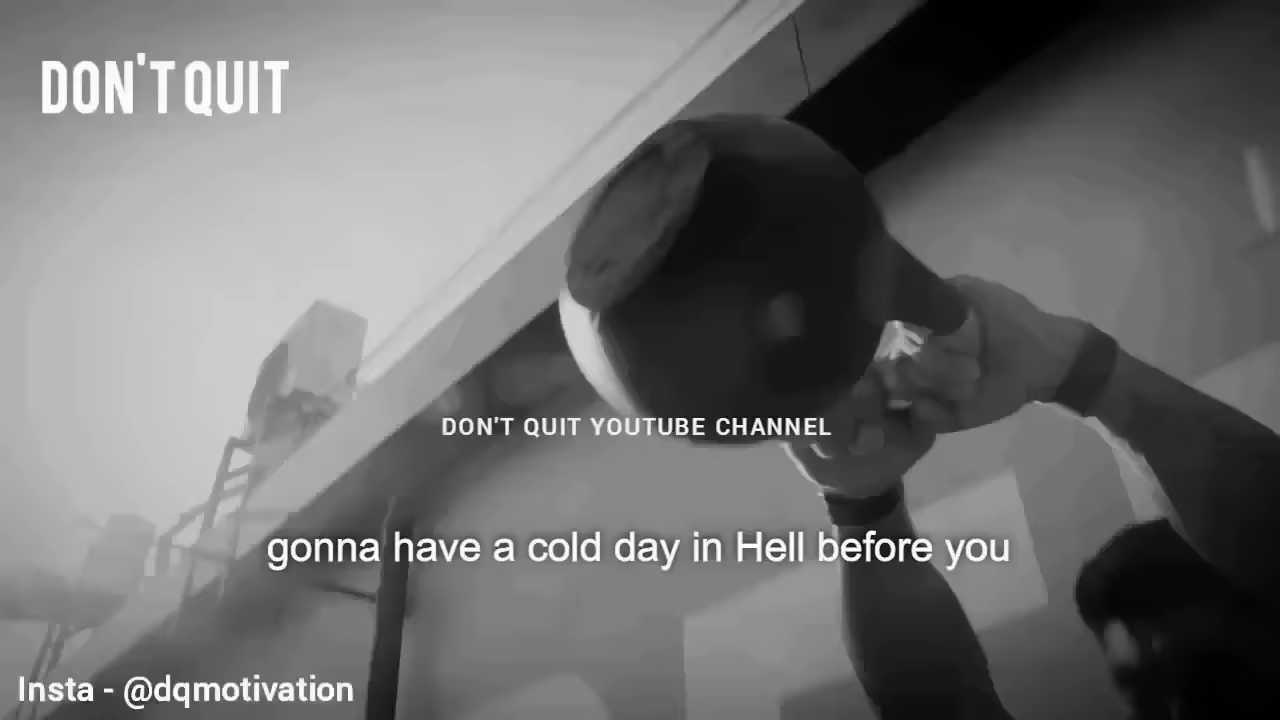 DON'T QUIT
DON'T QUIT YOUTUBE CHANNEL
gonna have a cold day in Hell before you
Insta - @dqmotivation